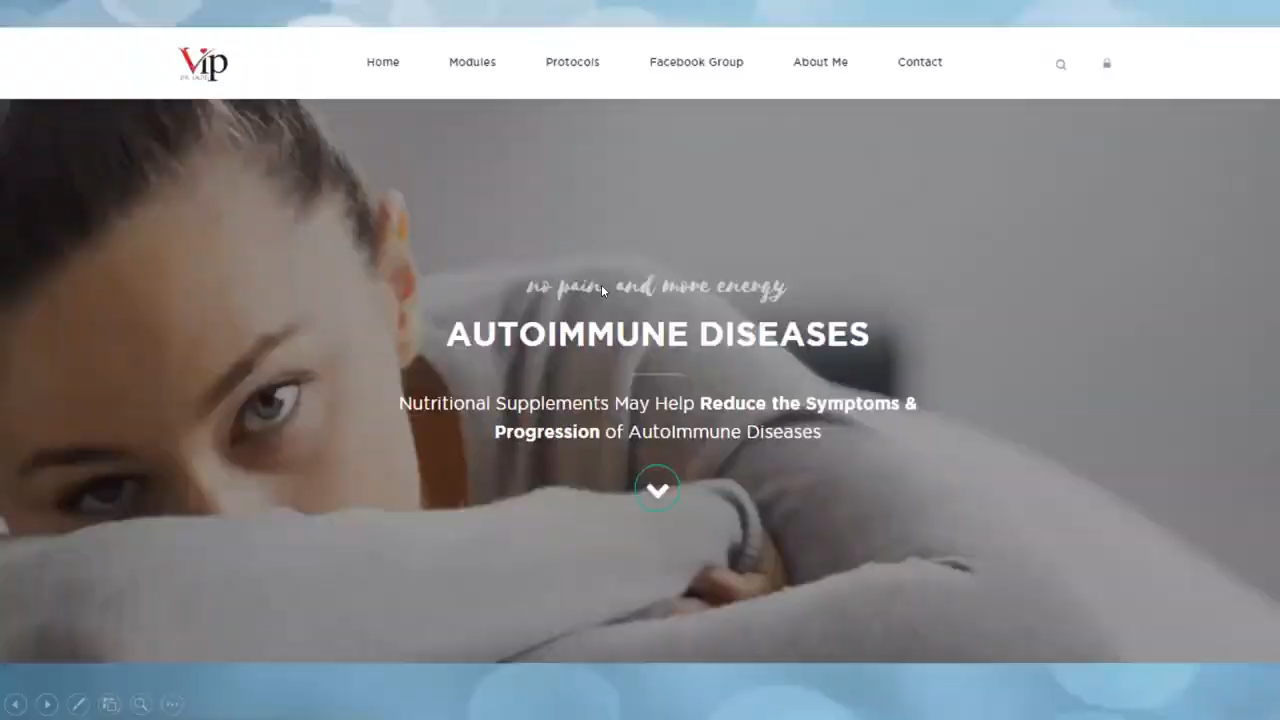 Vip
Home Modules Protocols Facebook Group About Me Contact
no pain, and more energy
AUTOIMMUNE DISEASES
Nutritional Supplements May Help Reduce the Symptoms &
Progression of AutoImmune Diseases